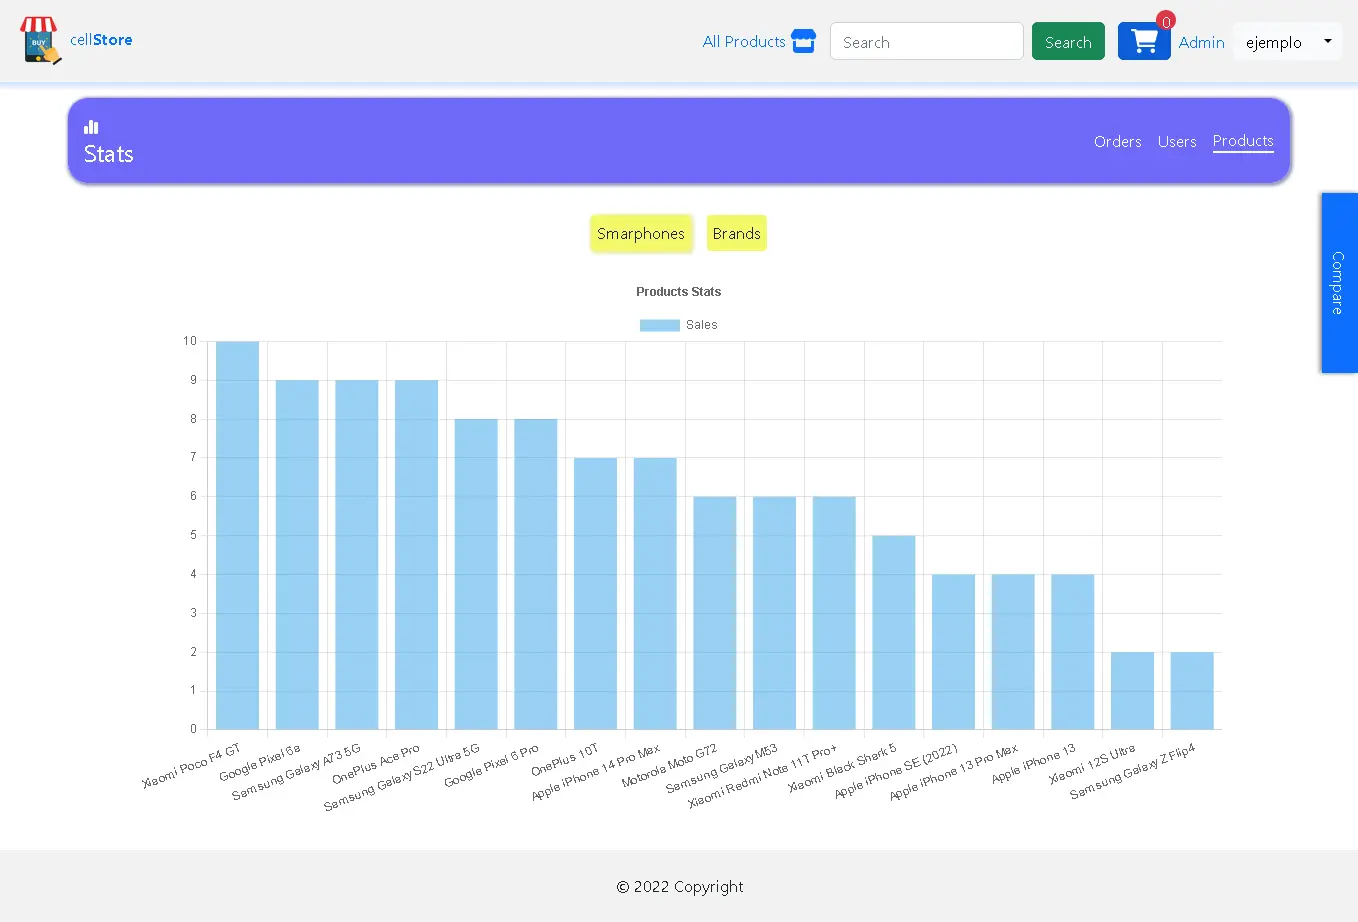 BUY
cellStore
All Products
Search
Search
0
Admin
ejemplo
Stats
Orders
Users
Products
Compare
Smarphones
Brands
Products Stats
Sales
10
9
8
7
6
5
4
3
2
1
0
Xiaomi Poco F4 GT
Google Pixel 6a
Samsung Galaxy A73 5G
OnePlus Ace Pro
Samsung Galaxy S22 Ultra 5G
Google Pixel 6 Pro
OnePlus 10T
Apple iPhone 14 Pro Max
Motorola Moto G72
Samsung Galaxy M53
Xiaomi Redmi Note 11T Pro+
Xiaomi Black Shark 5
Apple iPhone SE (2022)
Apple iPhone 13 Pro Max
Apple iPhone 13
Xiaomi 12S Ultra
Samsung Galaxy Z Flip4
© 2022 Copyright